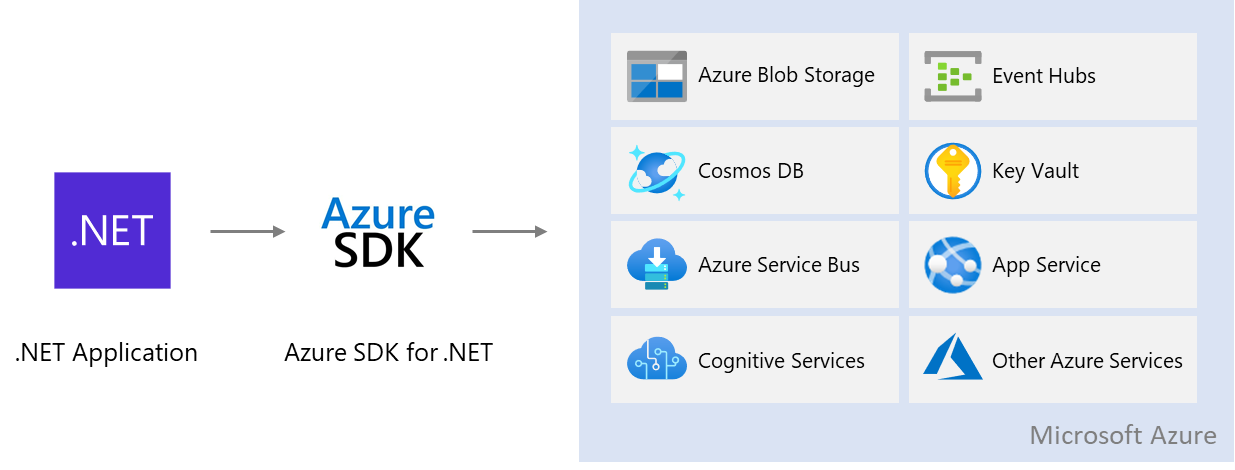 .NET
.NET Application
Azure
SDK
Azure SDK for .NET
Azure Blob Storage
Event Hubs
Cosmos DB
Key Vault
Azure Service Bus
App Service
Cognitive Services
Other Azure Services
Microsoft Azure